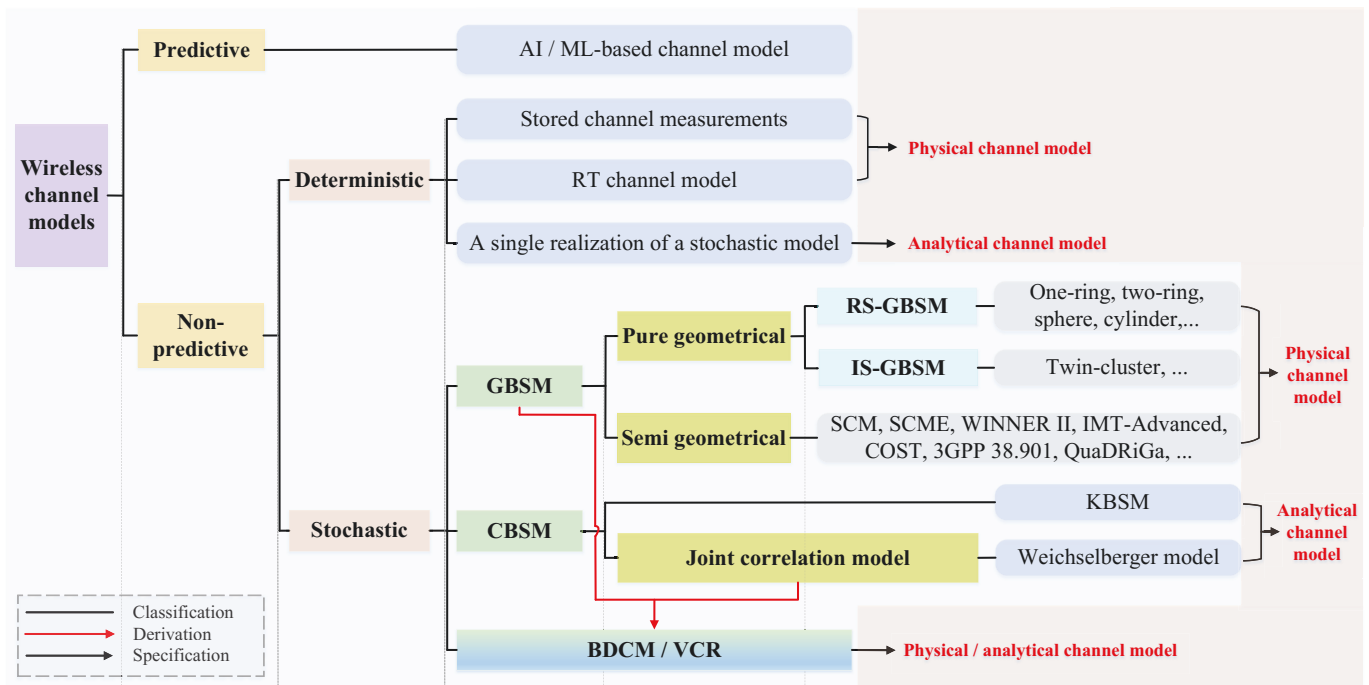 Predictive
AI / ML-based channel model
Wireless
channel
models
Stored channel measurements
Physical channel model
Deterministic
RT channel model
A single realization of a stochastic model
Analytical channel model
Non-
predictive
RS-GBSM
One-ring, two-ring,
sphere, cylinder,...
Pure geometrical
IS-GBSM
Twin-cluster, ...
Physical
channel
model
GBSM
Semi geometrical
SCM, SCME, WINNER II, IMT-Advanced,
COST, 3GPP 38.901, QuaDRiGa, ...
Stochastic
CBSM
KBSM
Joint correlation model
Weichselberger model
Analytical
channel
model
BDCM / VCR
Physical / analytical channel model
Classification
Derivation
Specification